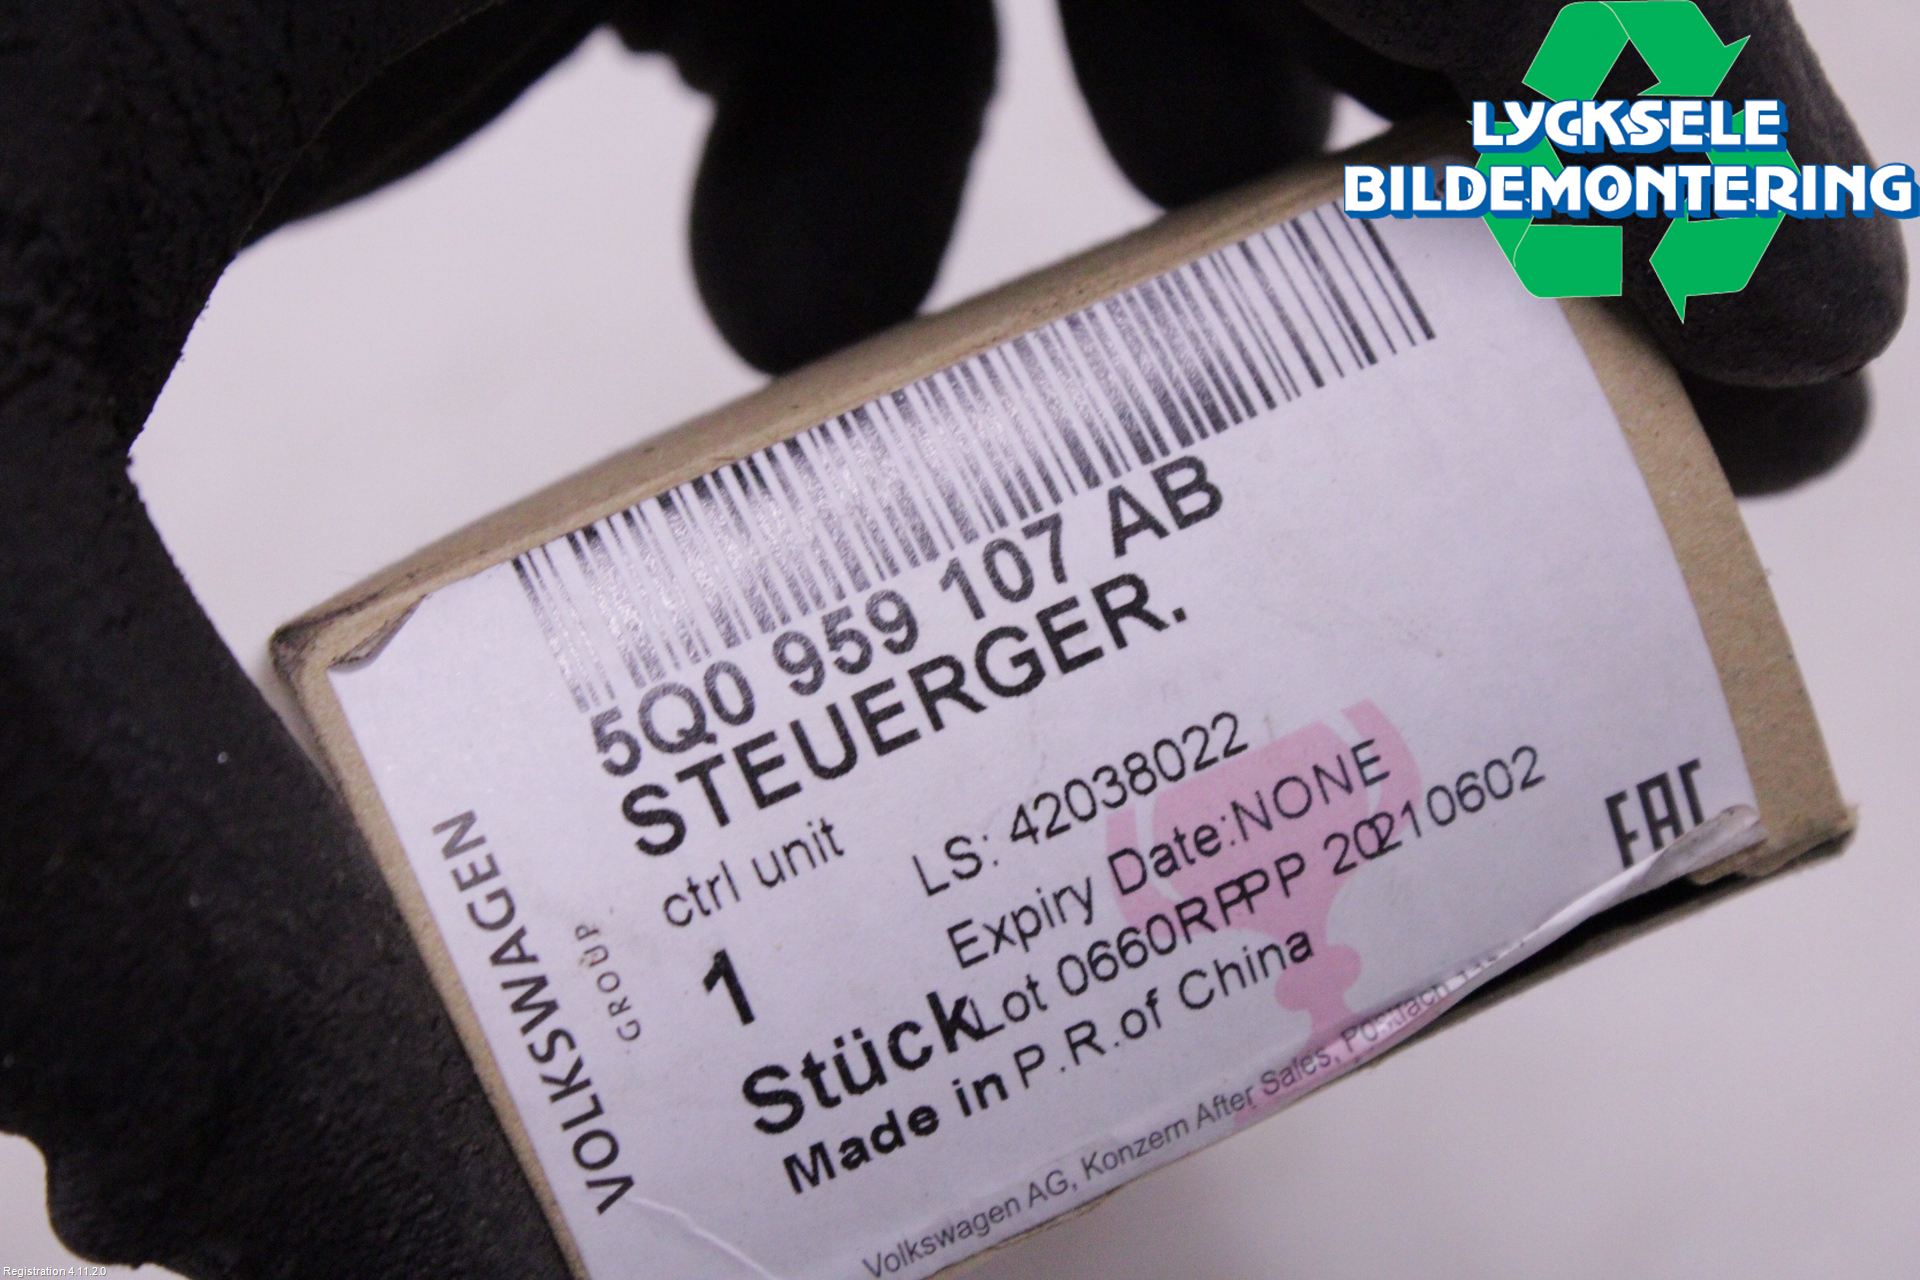 LYCKSELE
BILDEMONTERING
5Q0 959 107 AB
STEUERGER.
ctrl unit
LS: 42038022
Expiry Date:NONE
1
Stück
Lot 0660RPPP 20210602
Made in P.R.of China
EAC
VOLKSWAGEN
GROUP
Volkswagen AG, Konzern After Sales, Postfach
Registration 4.11.2.0